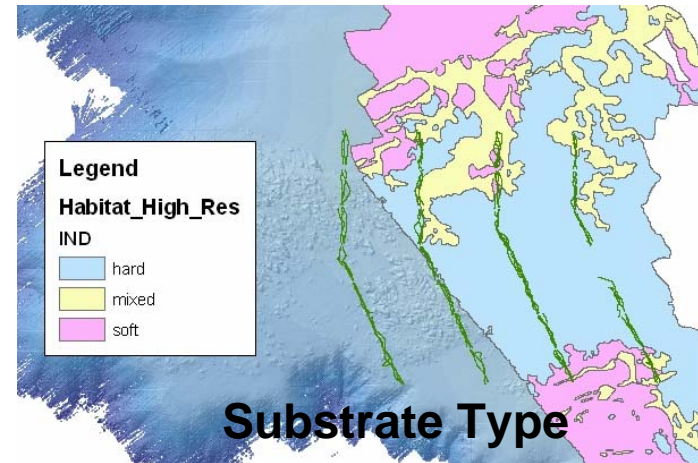 Legend
Habitat_High_Res
IND
hard
mixed
soft
Substrate Type